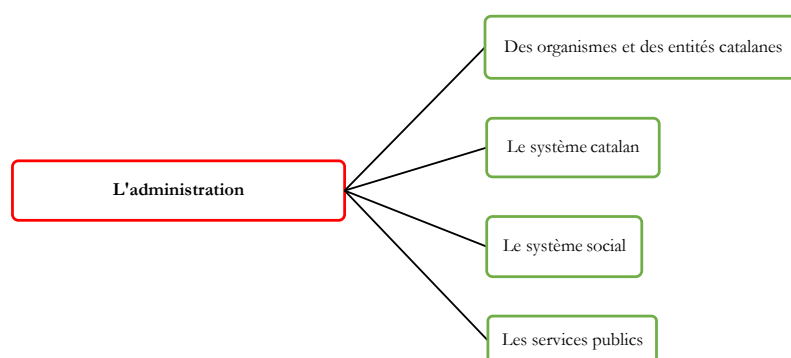 Des organismes et des entités catalanes
Le système catalan
L'administration
Le système social
Les services publics